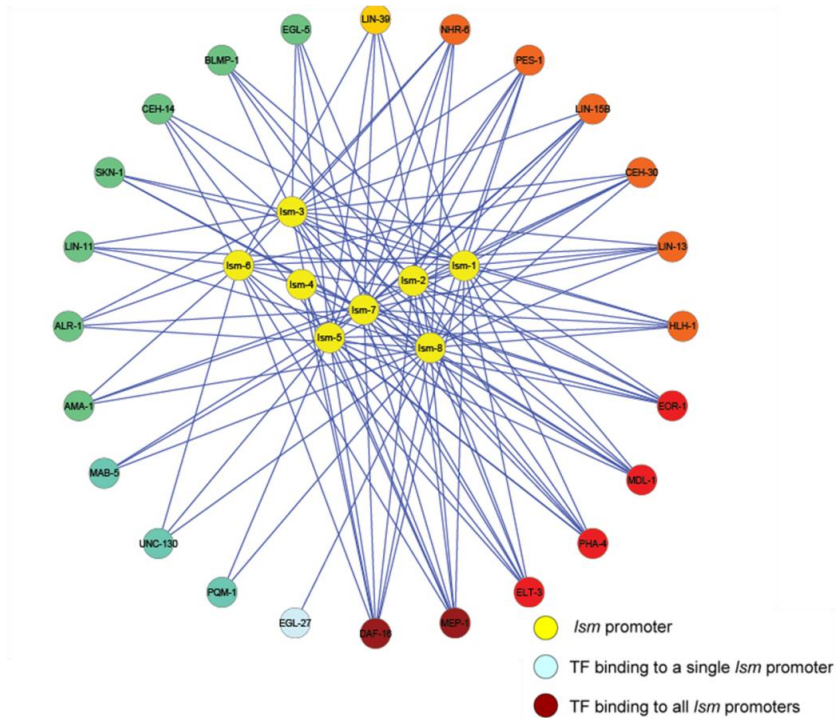 LIN-39
EGL-5
NHR-6
BLMP-1
PES-1
CEH-14
LIN-15B
SKN-1
CEH-30
lsm-3
LIN-11
LIN-13
lsm-6
lsm-1
lsm-4
lsm-2
lsm-7
ALR-1
HLH-1
lsm-5
lsm-8
AMA-1
EOR-1
MAB-5
MDL-1
UNC-130
PHA-4
PQM-1
ELT-3
EGL-27
DAF-16
MEP-1
lsm promoter
TF binding to a single lsm promoter
TF binding to all lsm promoters